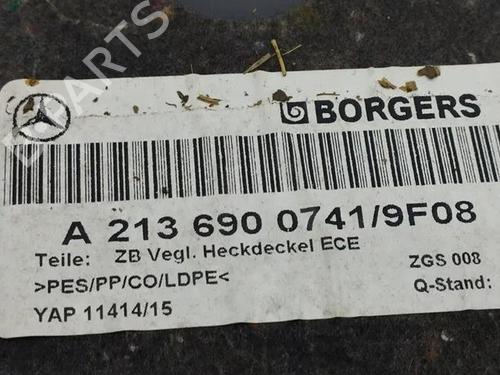 B-PARTS
BORGERS
A 213 690 0741/9F08
Teile: ZB Vegl. Heckdeckel ECE
ZGS 008
>PES/PP/CO/LDPE<
Q-Stand:
YAP 11414/15